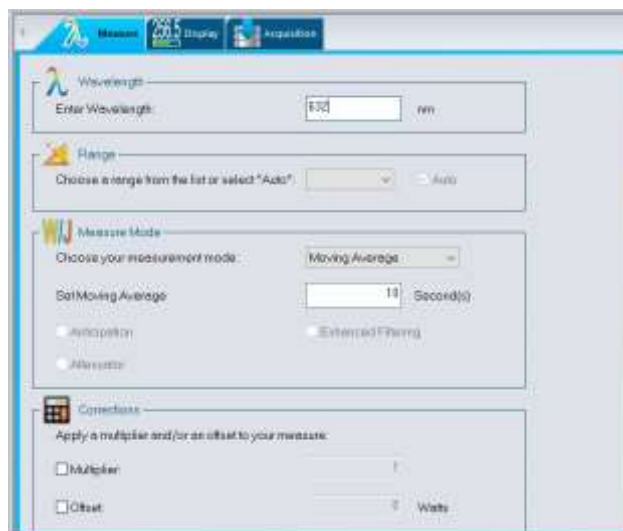 Measure 256.5 Display Acquisition
λ Wavelength
Enter Wavelength: 632 nm
Range
Choose a range from the list or select "Auto": Auto
W/J Measure Mode
Choose your measurement mode: Moving Average
Set Moving Average Second(s)
Anticipation Enhanced Filtering
Attenuator
Corrections
Apply a multiplier and/or an offset to your measure:
Multiplier: 1
Offset: 0 Watts